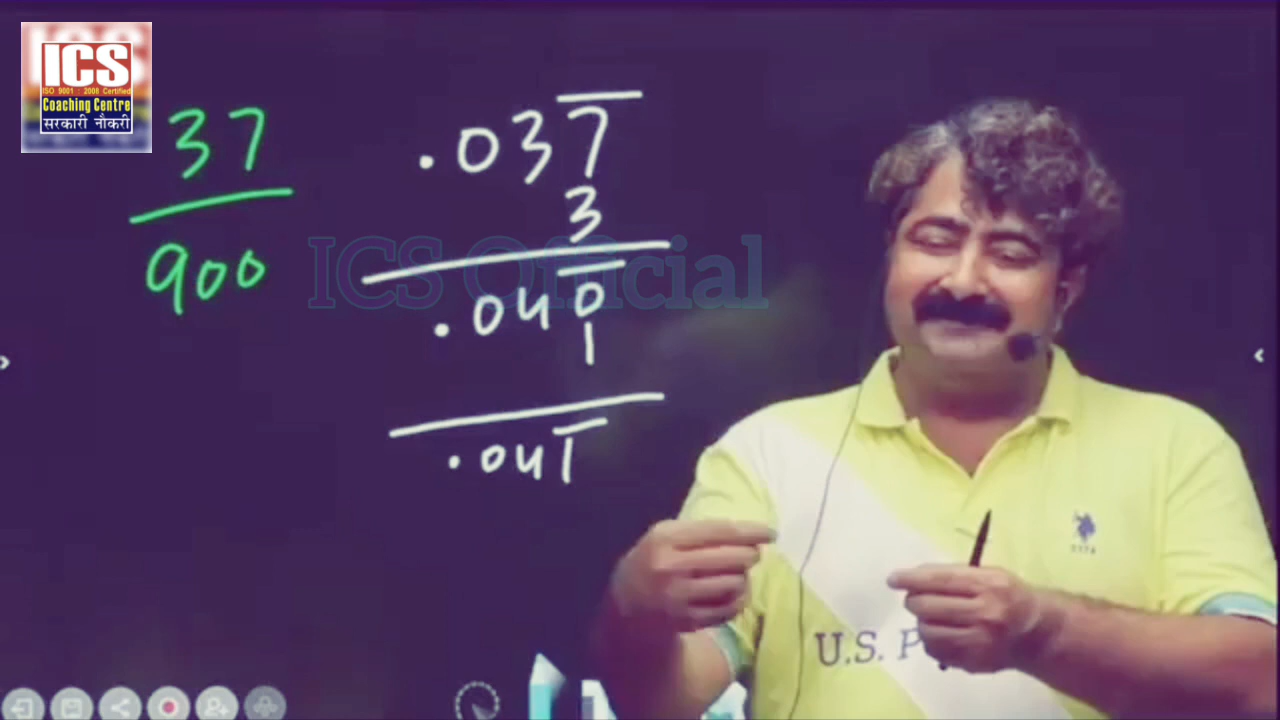 ICS
ISO 9001 : 2008 Certified
Coaching Centre
सरकारी नौकरी
37
900
.037̅
3
.040̅
1
.041̅
ICS Official
U.S. P